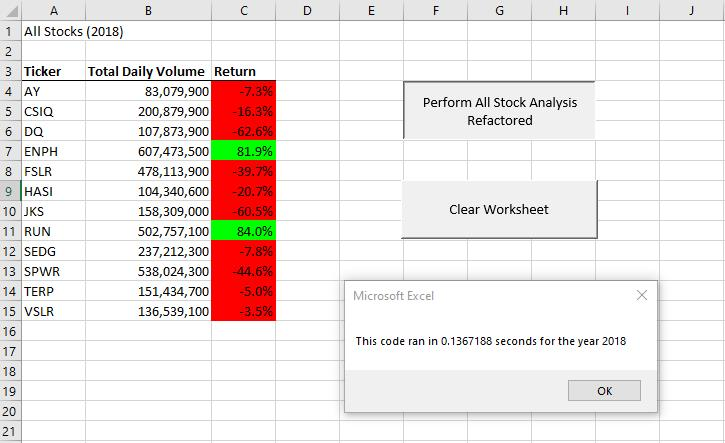 A B C D E F G H I J
1 All Stocks (2018)
2
3 Ticker Total Daily Volume Return
4 AY 83,079,900 -7.3%
5 CSIQ 200,879,900 -16.3%
6 DQ 107,873,900 -62.6%
7 ENPH 607,473,500 81.9%
8 FSLR 478,113,900 -39.7%
9 HASI 104,340,600 -20.7%
10 JKS 158,309,000 -60.5%
11 RUN 502,757,100 84.0%
12 SEDG 237,212,300 -7.8%
13 SPWR 538,024,300 -44.6%
14 TERP 151,434,700 -5.0%
15 VSLR 136,539,100 -3.5%
16
17
18
19
20
21
Perform All Stock Analysis
Refactored
Clear Worksheet
Microsoft Excel
This code ran in 0.1367188 seconds for the year 2018
OK